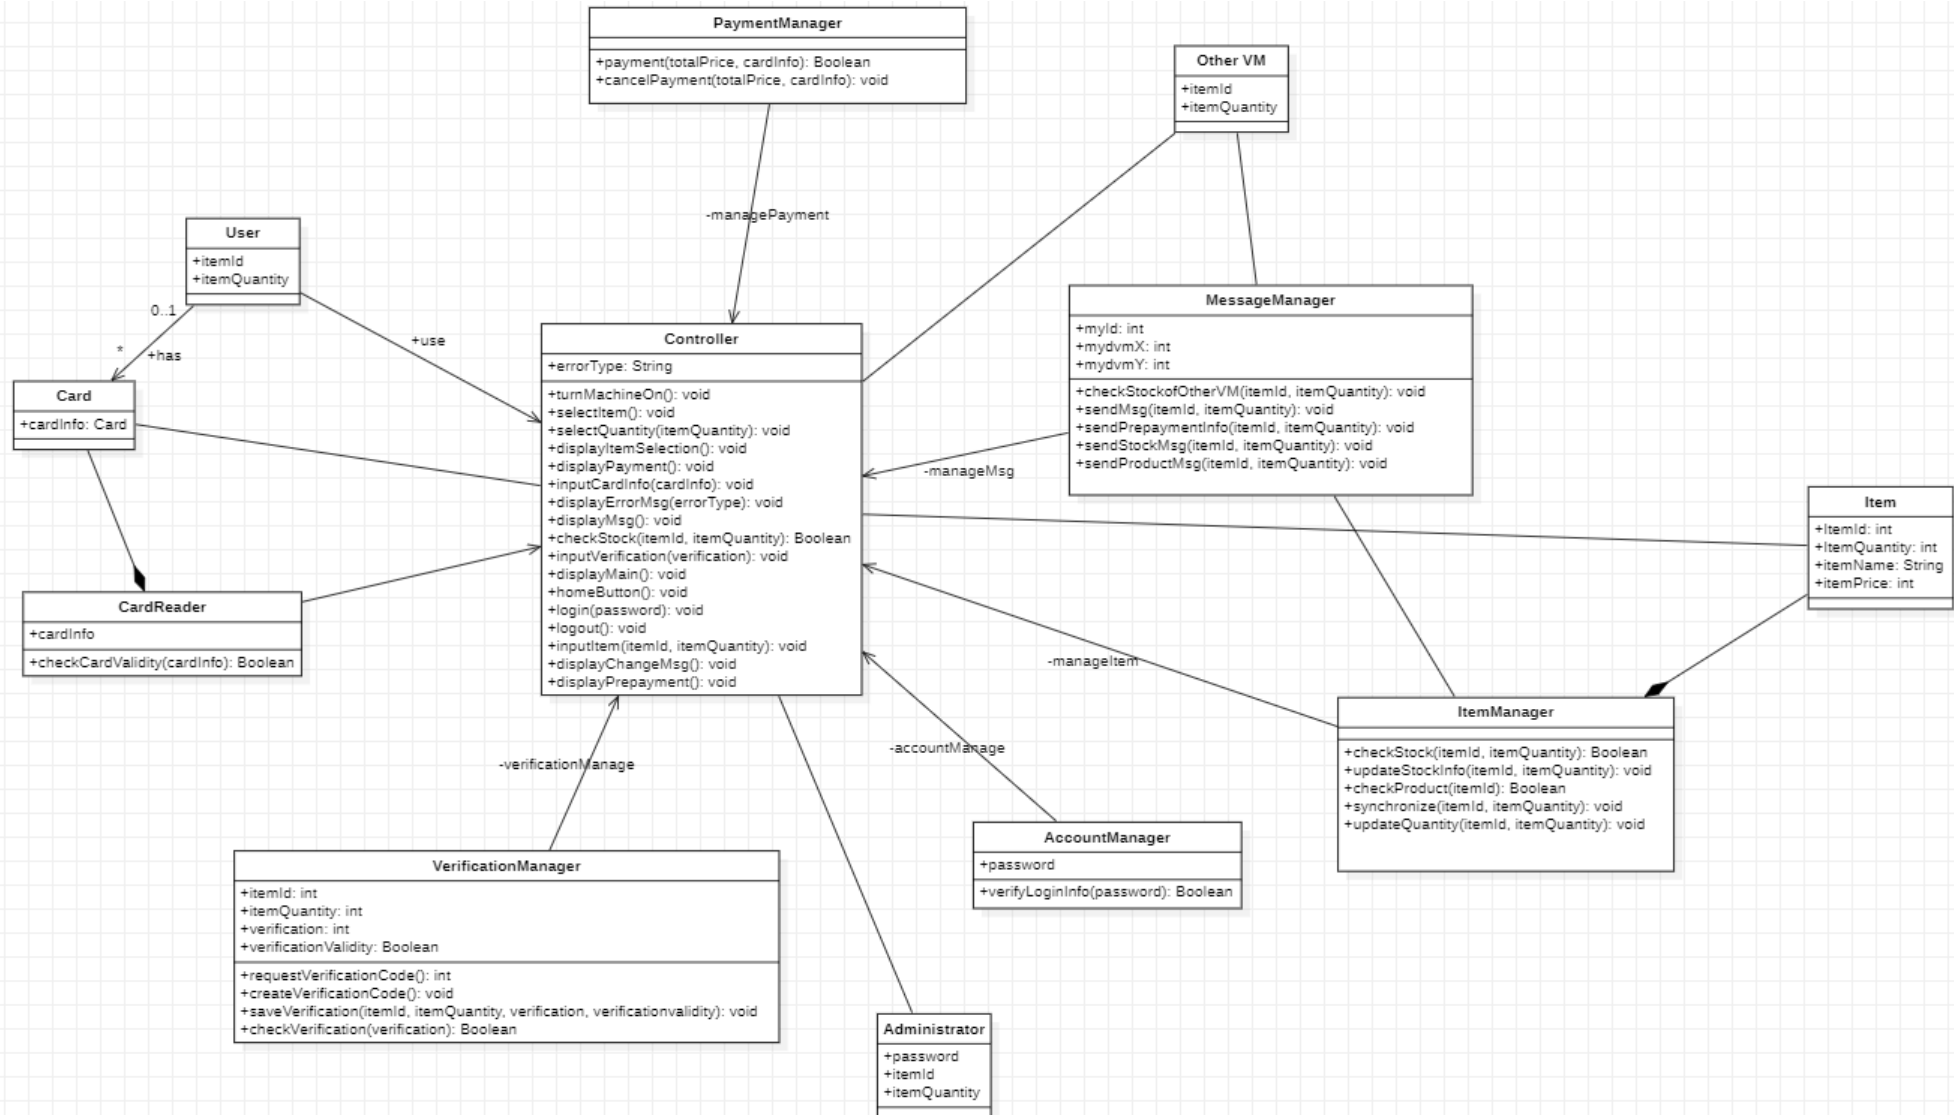 PaymentManager
+payment(totalPrice, cardInfo): Boolean
+cancelPayment(totalPrice, cardInfo): void
Other VM
+itemId
+itemQuantity
-managePayment
User
+itemId
+itemQuantity
0..1
*
+has
+use
Card
+cardInfo: Card
Controller
+errorType: String
+turnMachineOn(): void
+selectItem(): void
+selectQuantity(itemQuantity): void
+displayItemSelection(): void
+displayPayment(): void
+inputCardInfo(cardInfo): void
+displayErrorMsg(errorType): void
+displayMsg(): void
+checkStock(itemId, itemQuantity): Boolean
+inputVerification(verification): void
+displayMain(): void
+homeButton(): void
+login(password): void
+logout(): void
+inputItem(itemId, itemQuantity): void
+displayChangeMsg(): void
+displayPrepayment(): void
MessageManager
+myId: int
+mydvmX: int
+mydvmY: int
+checkStockofOtherVM(itemId, itemQuantity): void
+sendMsg(itemId, itemQuantity): void
+sendPrepaymentInfo(itemId, itemQuantity): void
+sendStockMsg(itemId, itemQuantity): void
+sendProductMsg(itemId, itemQuantity): void
-manageMsg
Item
+ItemId: int
+ItemQuantity: int
+itemName: String
+itemPrice: int
CardReader
+cardInfo
+checkCardValidity(cardInfo): Boolean
-manageItem
ItemManager
+checkStock(itemId, itemQuantity): Boolean
+updateStockInfo(itemId, itemQuantity): void
+checkProduct(itemId): Boolean
+synchronize(itemId, itemQuantity): void
+updateQuantity(itemId, itemQuantity): void
-accountManage
-verificationManage
AccountManager
+password
+verifyLoginInfo(password): Boolean
VerificationManager
+itemId: int
+itemQuantity: int
+verification: int
+verificationValidity: Boolean
+requestVerificationCode(): int
+createVerificationCode(): void
+saveVerification(itemId, itemQuantity, verification, verificationvalidity): void
+checkVerification(verification): Boolean
Administrator
+password
+itemId
+itemQuantity